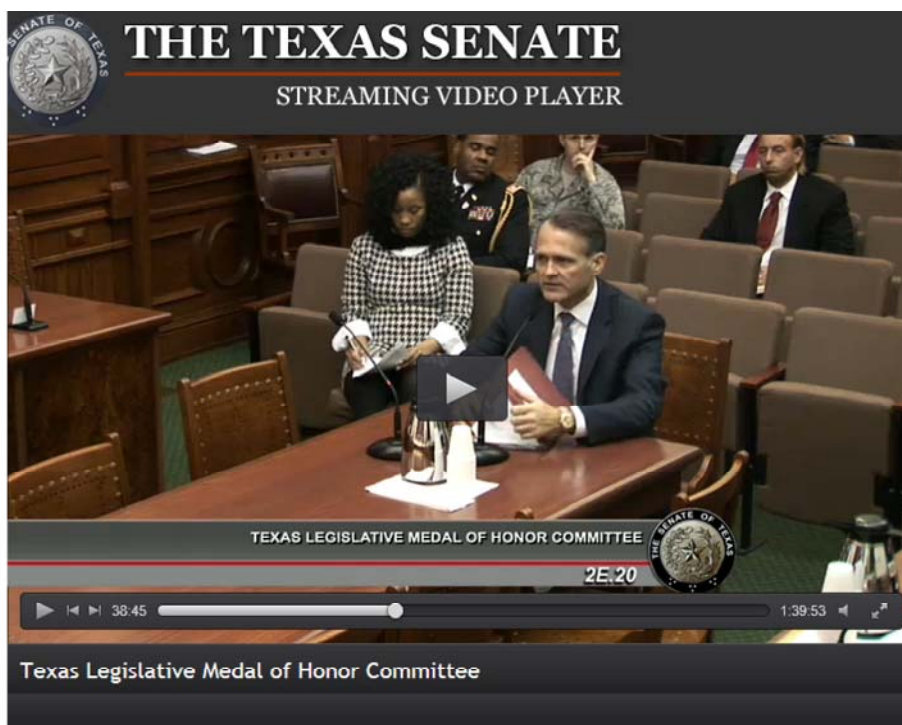 SENATE OF TEXAS
THE TEXAS SENATE
STREAMING VIDEO PLAYER
TEXAS LEGISLATIVE MEDAL OF HONOR COMMITTEE
THE SENATE OF TEXAS
2E.20
38:45
1:39:53
Texas Legislative Medal of Honor Committee